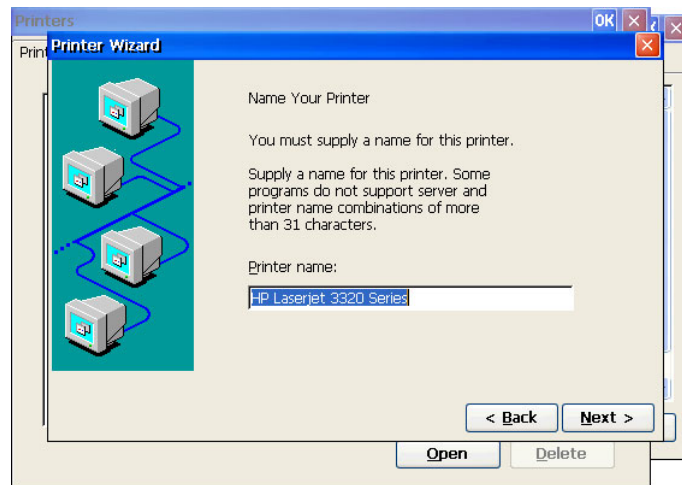 Printers
OK
Printer Wizard
Print
Name Your Printer
You must supply a name for this printer.
Supply a name for this printer. Some
programs do not support server and
printer name combinations of more
than 31 characters.
Printer name:
HP Laserjet 3320 Series
< Back Next >
Open Delete